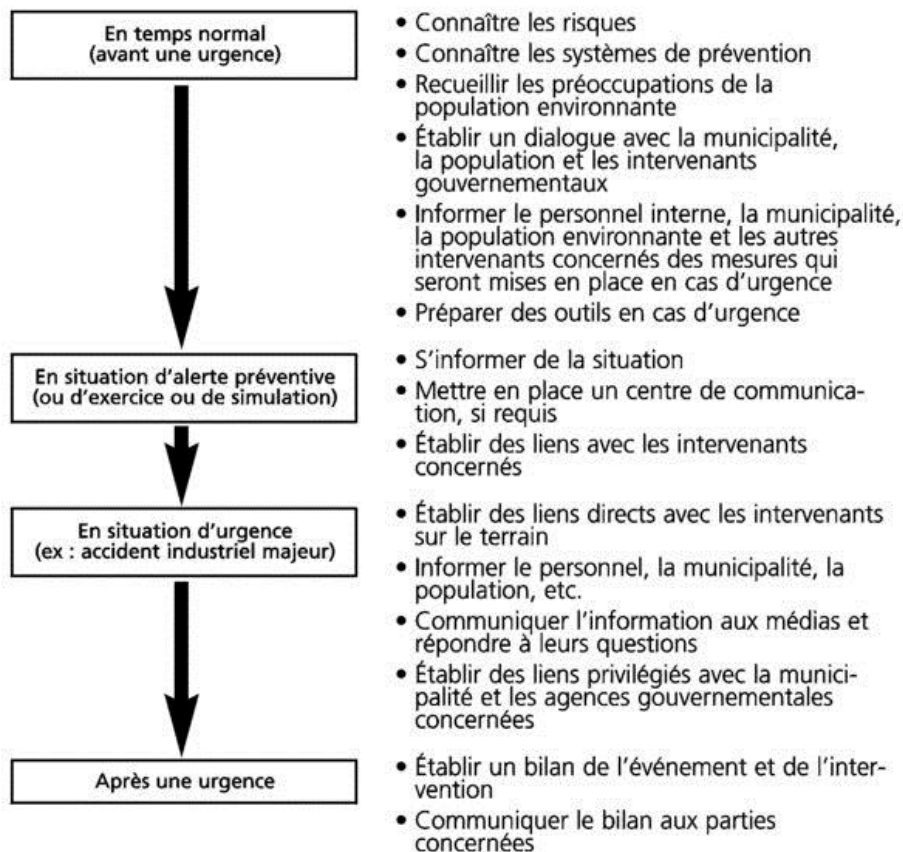 En temps normal
(avant une urgence)
• Connaître les risques
• Connaître les systèmes de prévention
• Recueillir les préoccupations de la
population environnante
• Établir un dialogue avec la municipalité,
la population et les intervenants
gouvernementaux
• Informer le personnel interne, la municipalité,
la population environnante et les autres
intervenants concernés des mesures qui
seront mises en place en cas d'urgence
• Préparer des outils en cas d'urgence
En situation d'alerte préventive
(ou d'exercice ou de simulation)
• S'informer de la situation
• Mettre en place un centre de communica-
tion, si requis
• Établir des liens avec les intervenants
concernés
En situation d'urgence
(ex : accident industriel majeur)
• Établir des liens directs avec les intervenants
sur le terrain
• Informer le personnel, la municipalité, la
population, etc.
• Communiquer l'information aux médias et
répondre à leurs questions
• Établir des liens privilégiés avec la munici-
palité et les agences gouvernementales
concernées
Après une urgence
• Établir un bilan de l'événement et de l'inter-
vention
• Communiquer le bilan aux parties
concernées